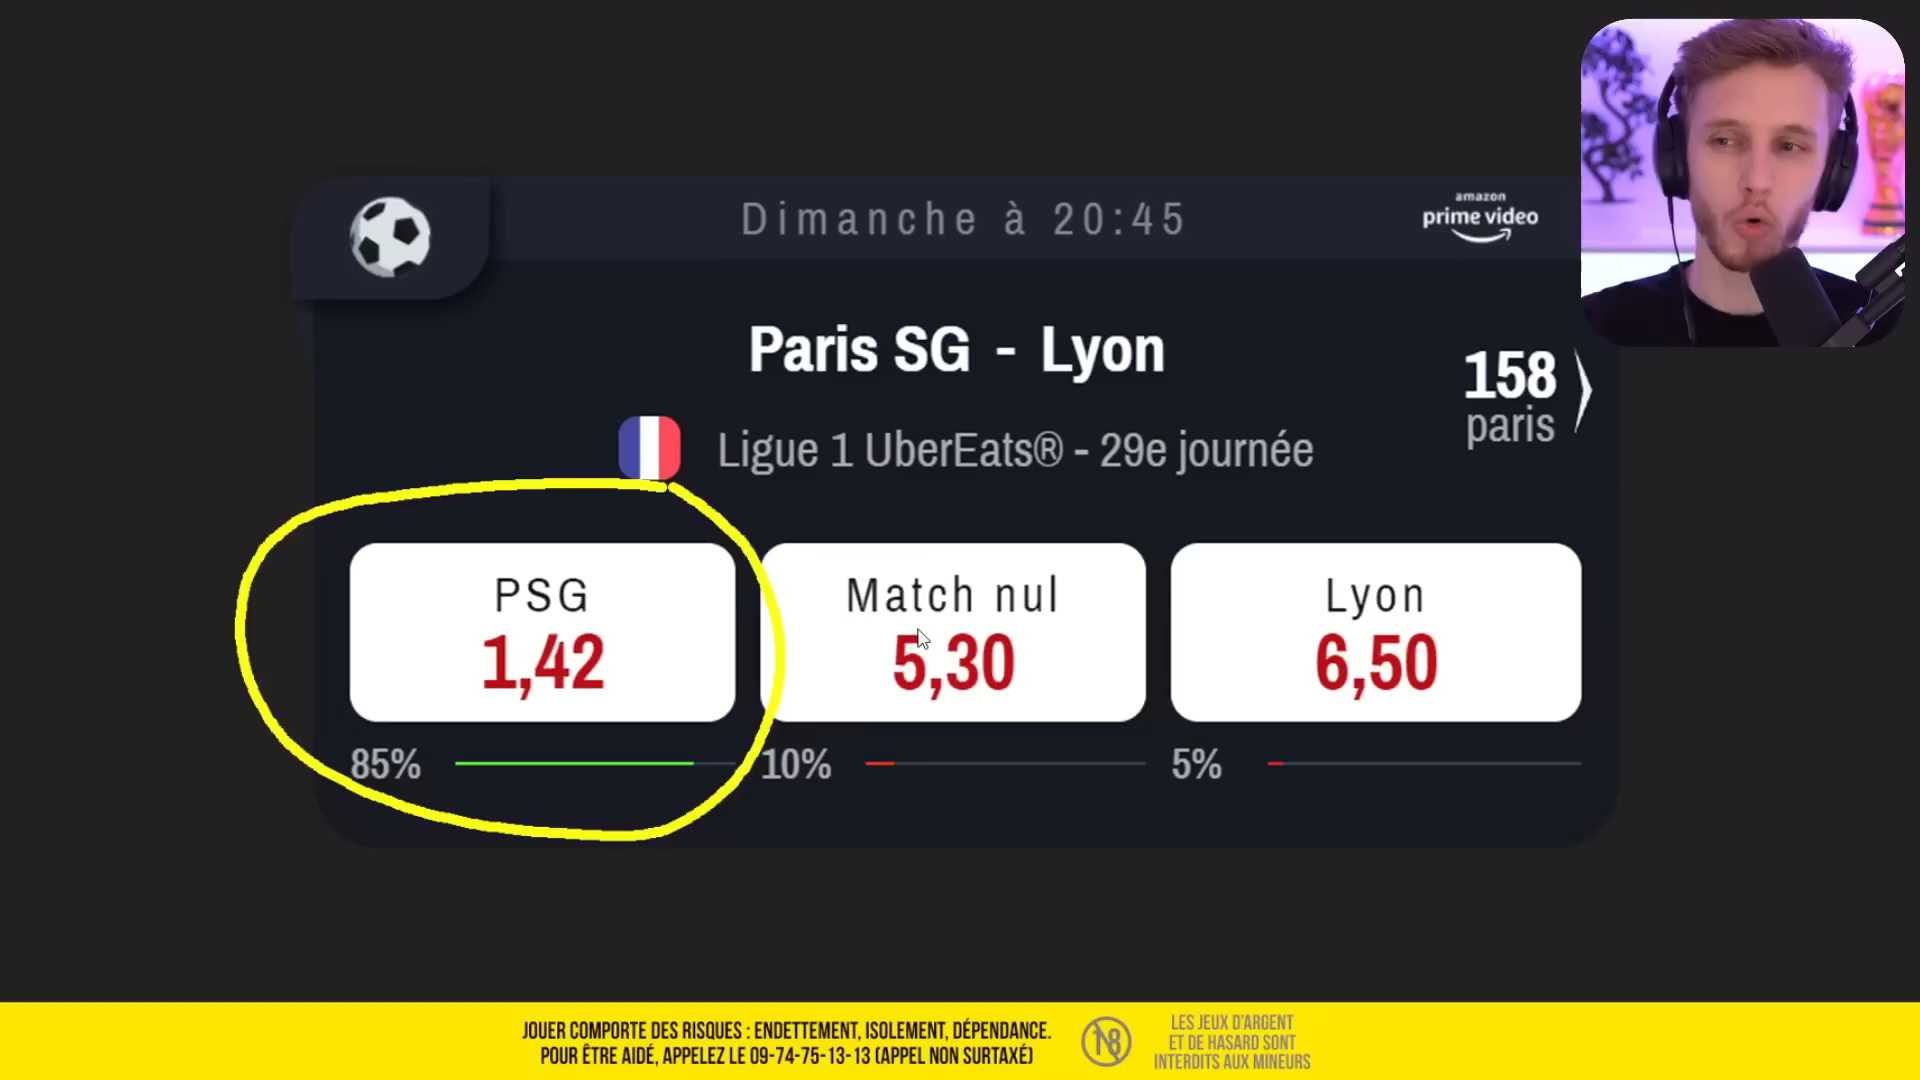 Dimanche à 20:45
amazon
prime video
Paris SG - Lyon
158
paris
Ligue 1 UberEats® - 29e journée
PSG
1,42
Match nul
5,30
Lyon
6,50
85%
10%
5%
JOUER COMPORTE DES RISQUES : ENDETTEMENT, ISOLEMENT, DÉPENDANCE.
POUR ÊTRE AIDÉ, APPELEZ LE 09-74-75-13-13 (APPEL NON SURTAXÉ)
18
LES JEUX D'ARGENT
ET DE HASARD SONT
INTERDITS AUX MINEURS